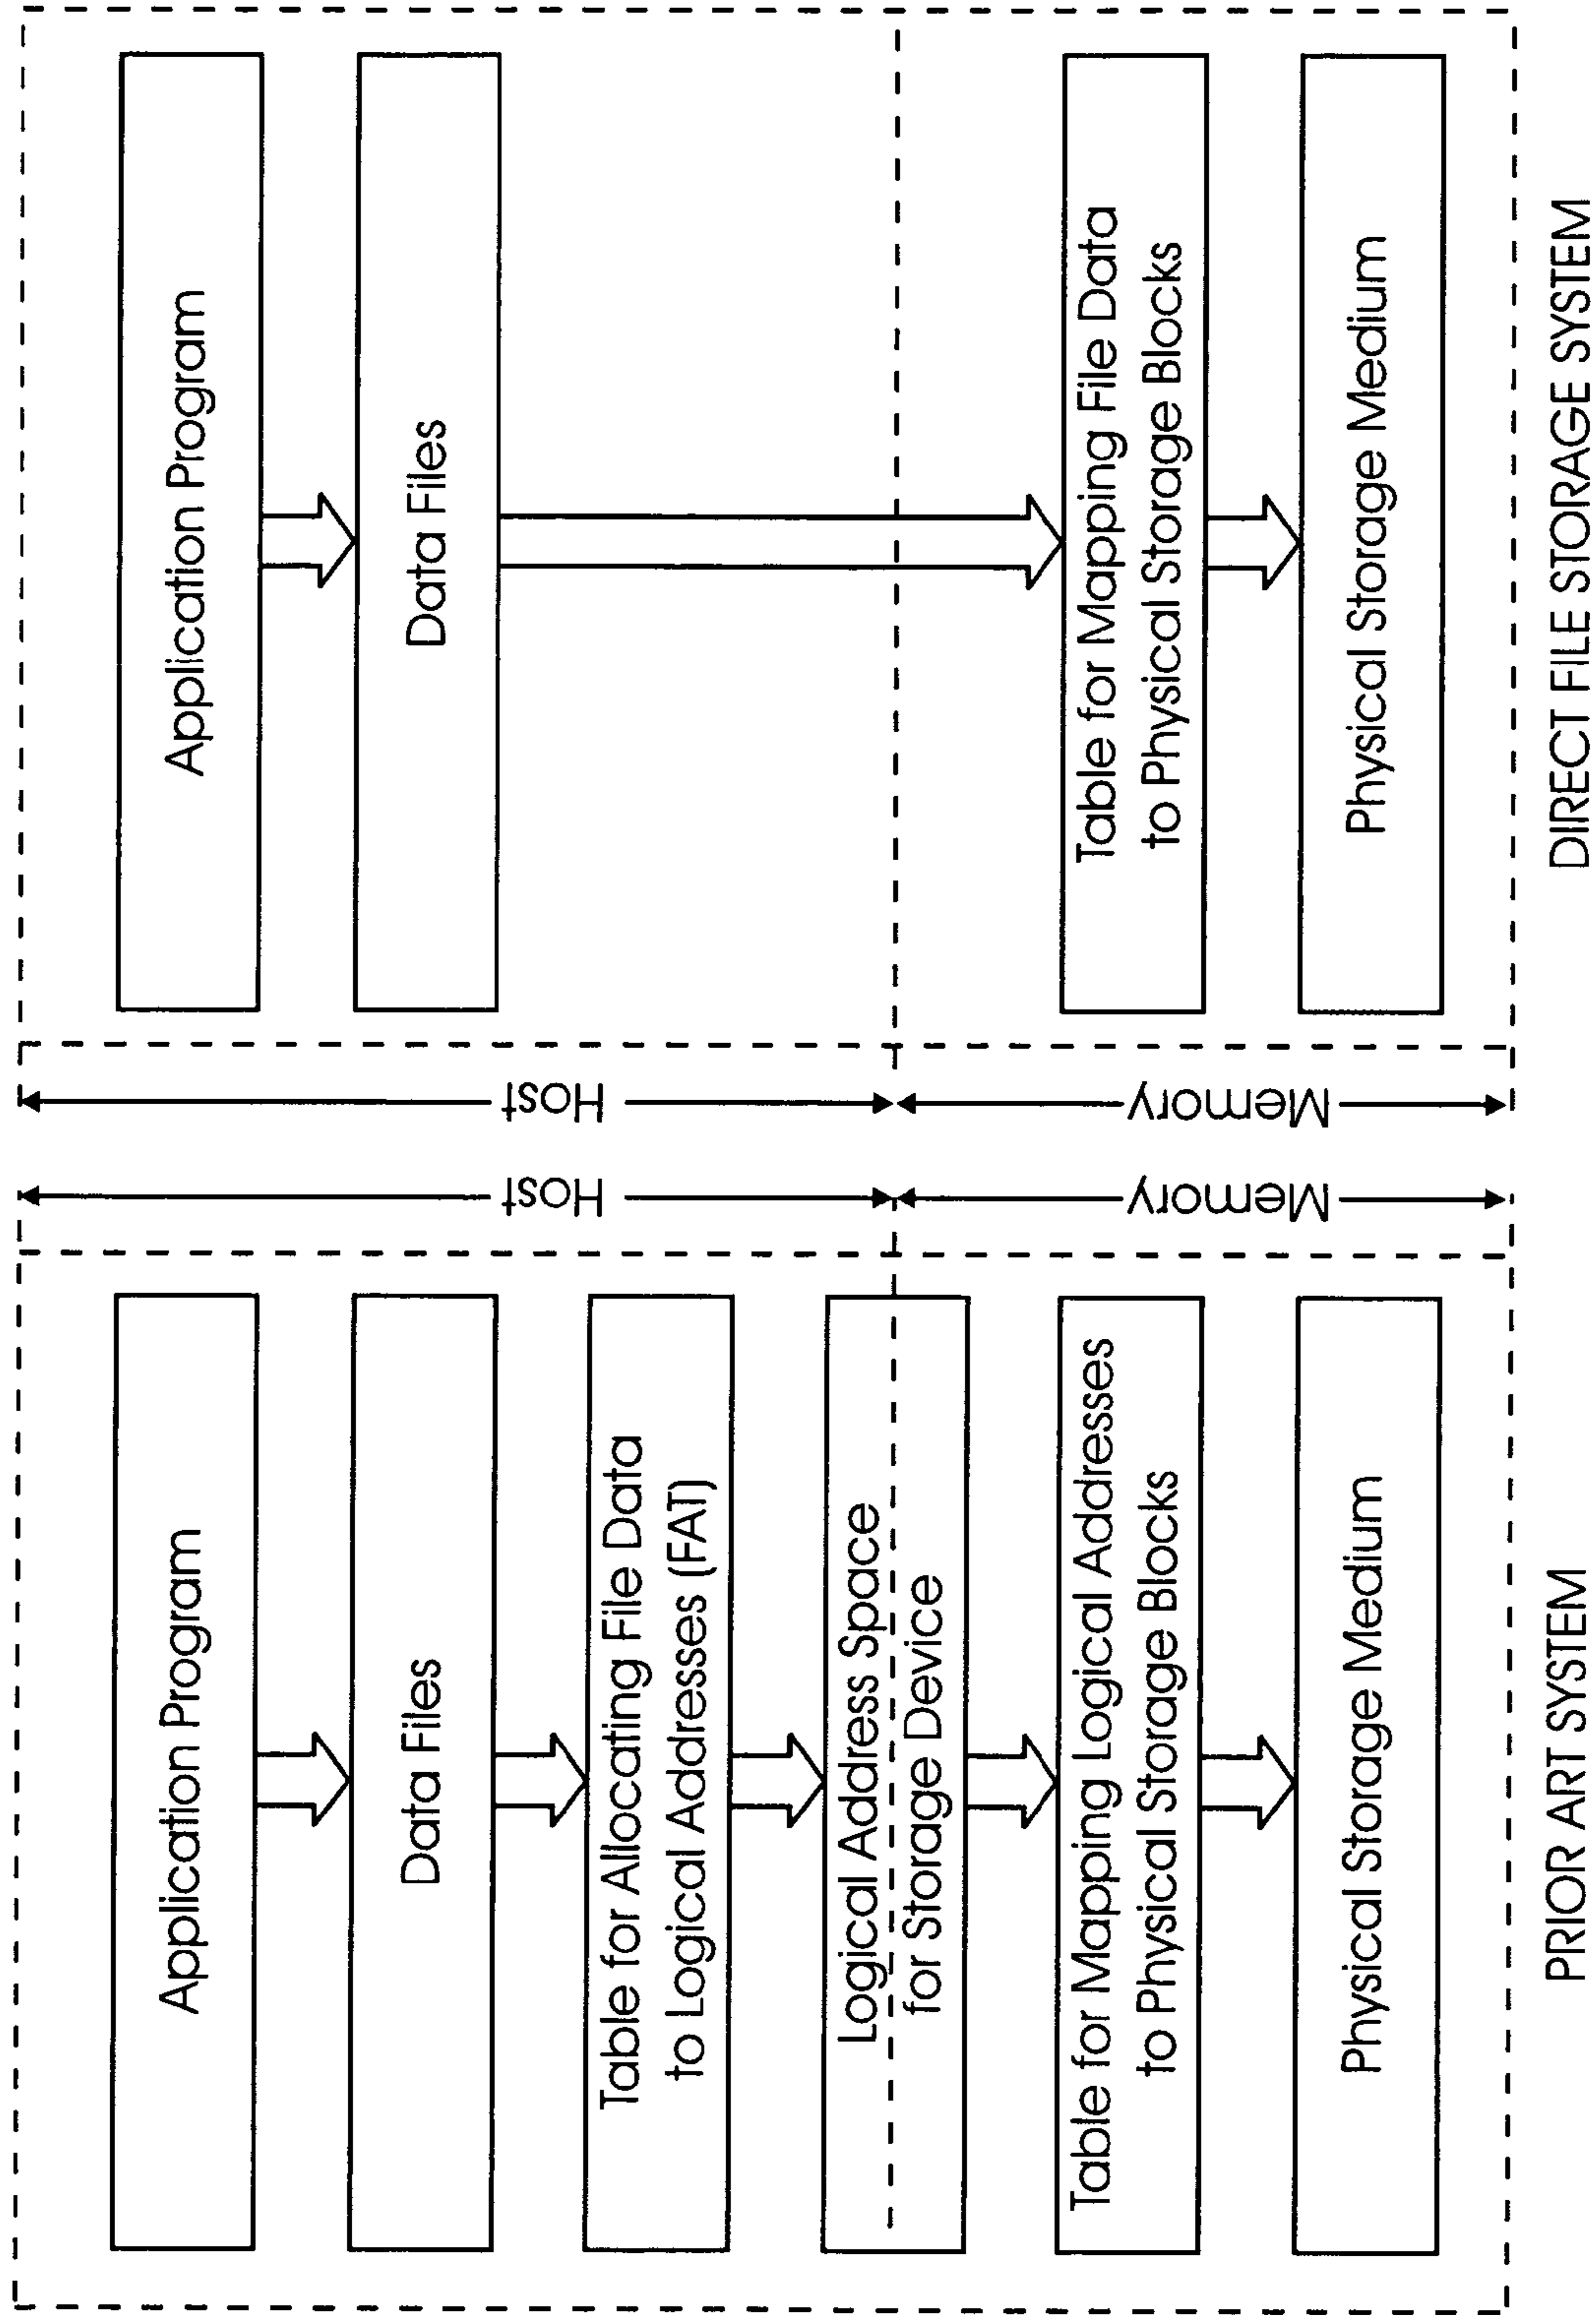 Application Program
Data Files
Table for Allocating File Data
to Logical Addresses (FAT)
Logical Address Space
for Storage Device
Table for Mapping Logical Addresses
to Physical Storage Blocks
Physical Storage Medium
PRIOR ART SYSTEM
Host
Memory
Host
Memory
Application Program
Data Files
Table for Mapping File Data
to Physical Storage Blocks
Physical Storage Medium
DIRECT FILE STORAGE SYSTEM